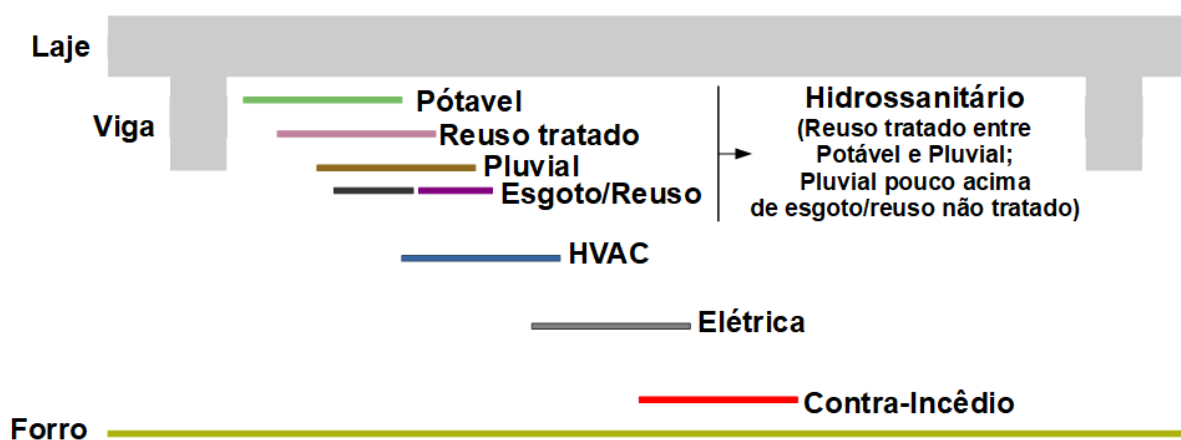 Laje
Viga
Pótavel
Reuso tratado
Pluvial
Esgoto/Reuso
Hidrossanitário
(Reuso tratado entre
Potável e Pluvial;
Pluvial pouco acima
de esgoto/reuso não tratado)
HVAC
Elétrica
Contra-Incêdio
Forro